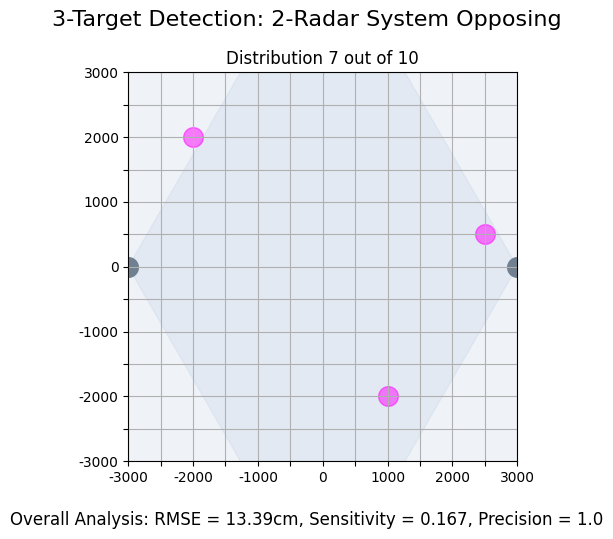 3-Target Detection: 2-Radar System Opposing
Distribution 7 out of 10
3000
2000
1000
0
-1000
-2000
-3000
-3000 -2000 -1000 0 1000 2000 3000
Overall Analysis: RMSE = 13.39cm, Sensitivity = 0.167, Precision = 1.0